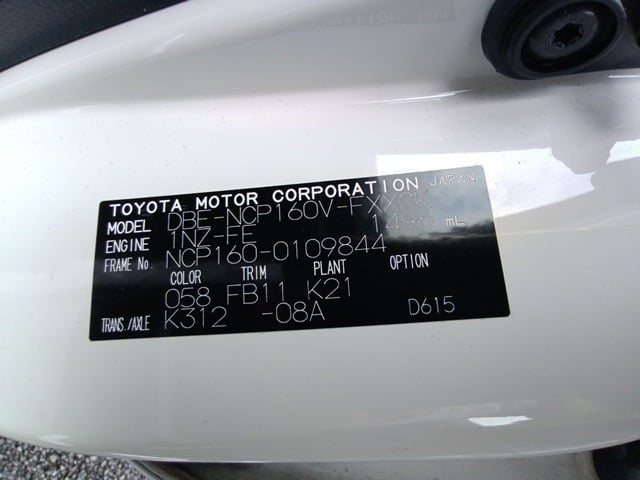 TOYOTA MOTOR CORPORATION JAPAN
MODEL DBE-NCP160V-FXXGK
ENGINE 1NZ-FE 1496 mL
FRAME No. NCP160-0109844
COLOR TRIM PLANT OPTION
058 FB11 K21
TRANS./AXLE K312 -08A D615